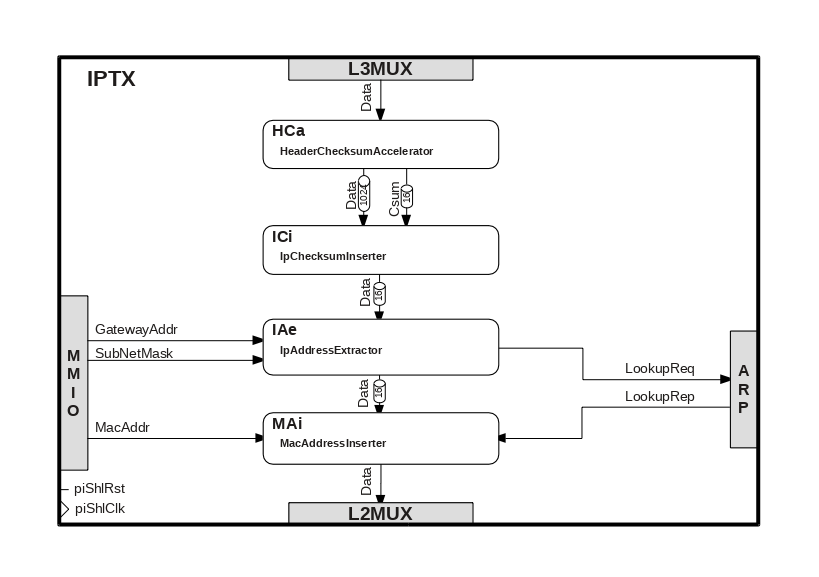 L3MUX
IPTX
Data
HCa
HeaderChecksumAccelerator
Data
1024
Csum
16
ICi
IpChecksumInserter
Data
16
GatewayAddr
SubNetMask
MMIO
IAe
IpAddressExtractor
LookupReq
LookupRep
ARP
Data
16
MacAddr
MAi
MacAddressInserter
Data
piShlRst
piShlClk
L2MUX